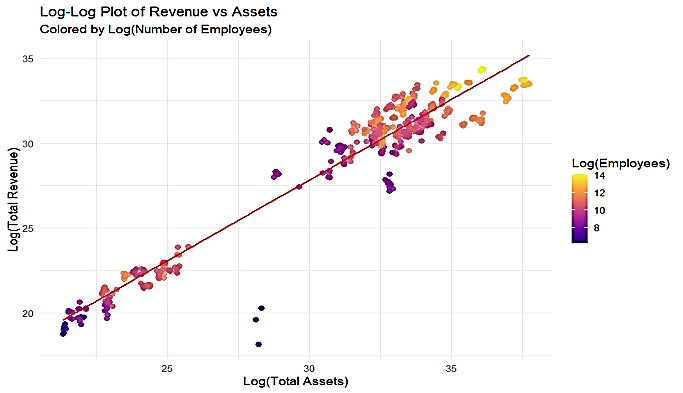 Log-Log Plot of Revenue vs Assets
Colored by Log(Number of Employees)
35
30
25
20
Log(Total Revenue)
25
30
35
Log(Total Assets)
Log(Employees)
14
12
10
8